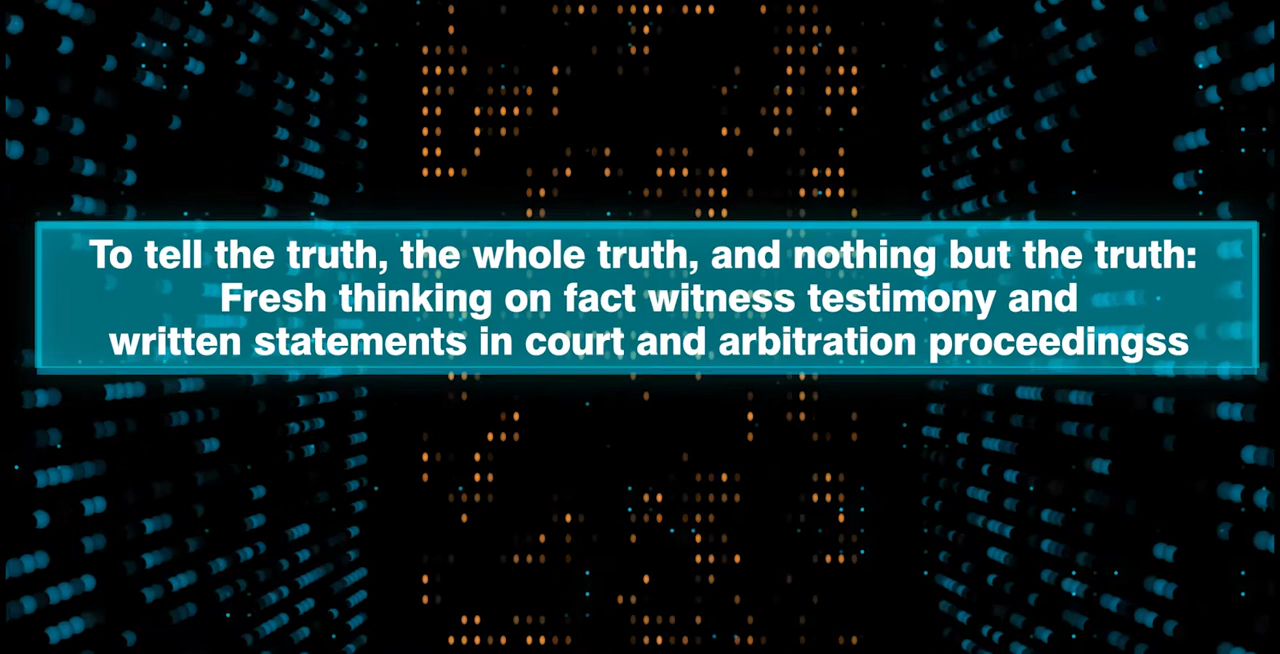 To tell the truth, the whole truth, and nothing but the truth:
Fresh thinking on fact witness testimony and
written statements in court and arbitration proceedingss